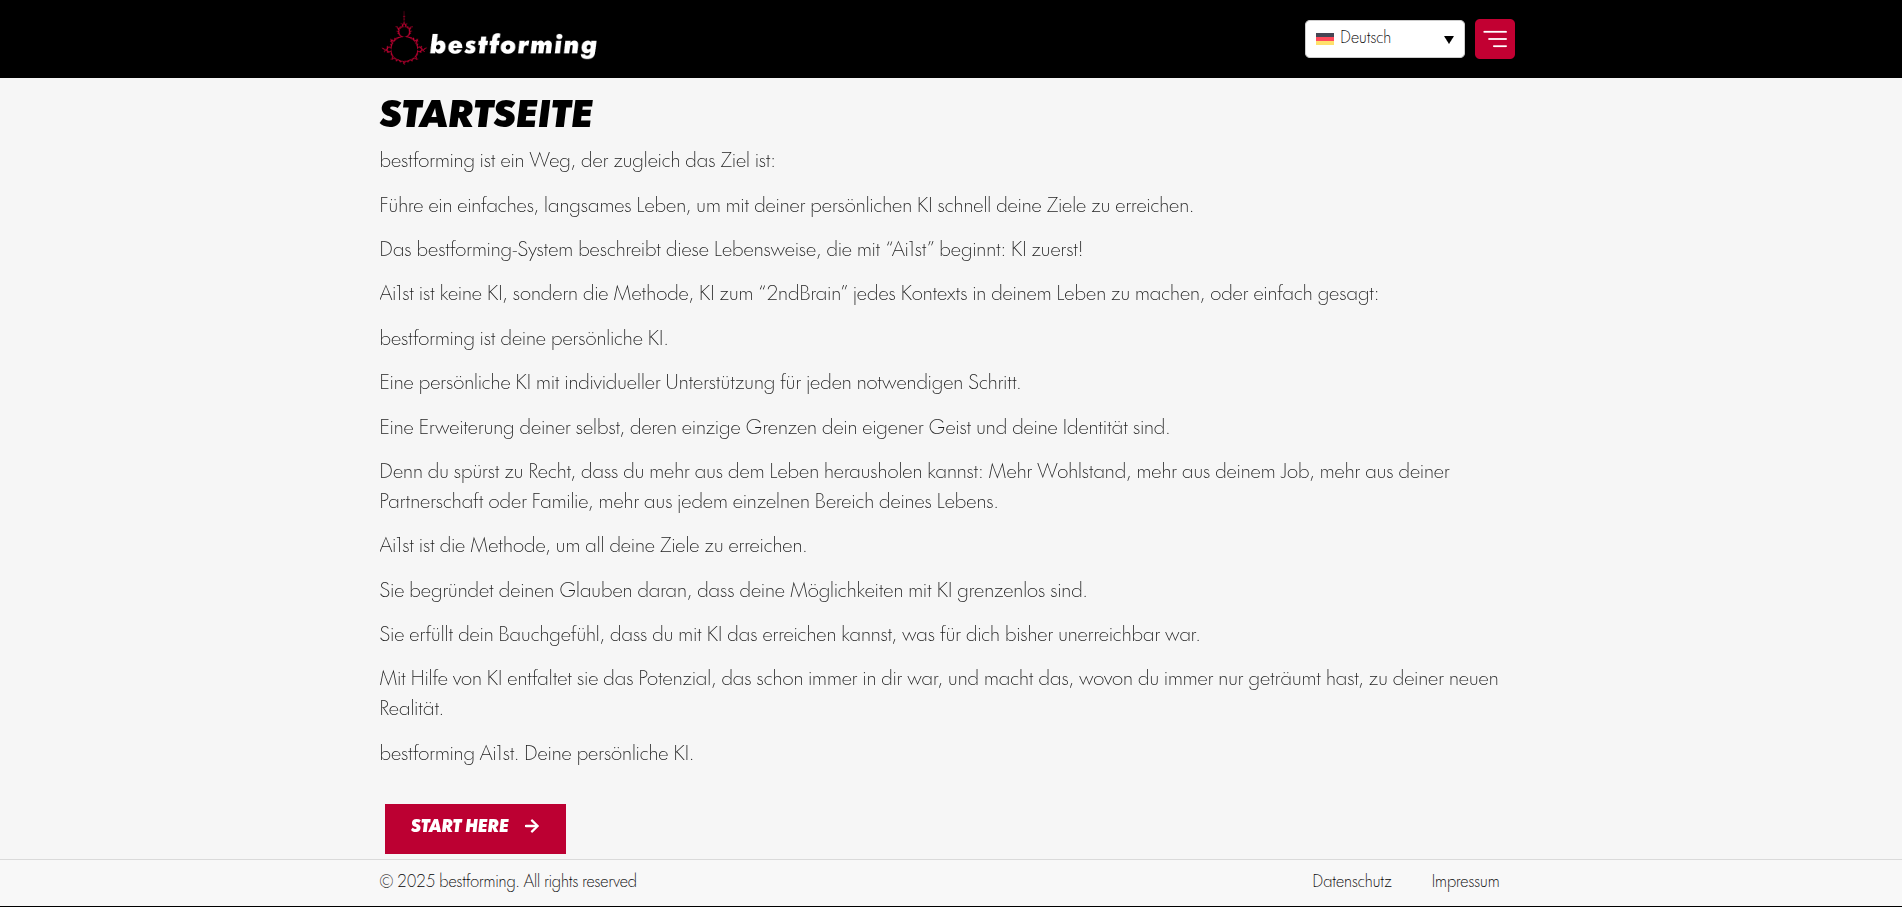 bestforming
Deutsch
STARTSEITE
bestforming ist ein Weg, der zugleich das Ziel ist:
Führe ein einfaches, langsames Leben, um mit deiner persönlichen KI schnell deine Ziele zu erreichen.
Das bestforming-System beschreibt diese Lebensweise, die mit “Ai1st” beginnt: KI zuerst!
Ai1st ist keine KI, sondern die Methode, KI zum “2ndBrain” jedes Kontexts in deinem Leben zu machen, oder einfach gesagt:
bestforming ist deine persönliche KI.
Eine persönliche KI mit individueller Unterstützung für jeden notwendigen Schritt.
Eine Erweiterung deiner selbst, deren einzige Grenzen dein eigener Geist und deine Identität sind.
Denn du spürst zu Recht, dass du mehr aus dem Leben herausholen kannst: Mehr Wohlstand, mehr aus deinem Job, mehr aus deiner
Partnerschaft oder Familie, mehr aus jedem einzelnen Bereich deines Lebens.
Ai1st ist die Methode, um all deine Ziele zu erreichen.
Sie begründet deinen Glauben daran, dass deine Möglichkeiten mit KI grenzenlos sind.
Sie erfüllt dein Bauchgefühl, dass du mit KI das erreichen kannst, was für dich bisher unerreichbar war.
Mit Hilfe von KI entfaltet sie das Potenzial, das schon immer in dir war, und macht das, wovon du immer nur geträumt hast, zu deiner neuen
Realität.
bestforming Ai1st. Deine persönliche KI.
START HERE
© 2025 bestforming. All rights reserved
Datenschutz
Impressum